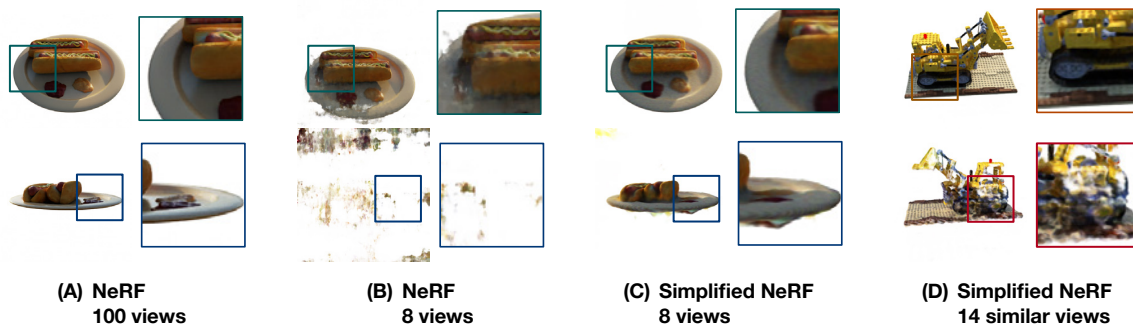 (A) NeRF
100 views
(B) NeRF
8 views
(C) Simplified NeRF
8 views
(D) Simplified NeRF
14 similar views